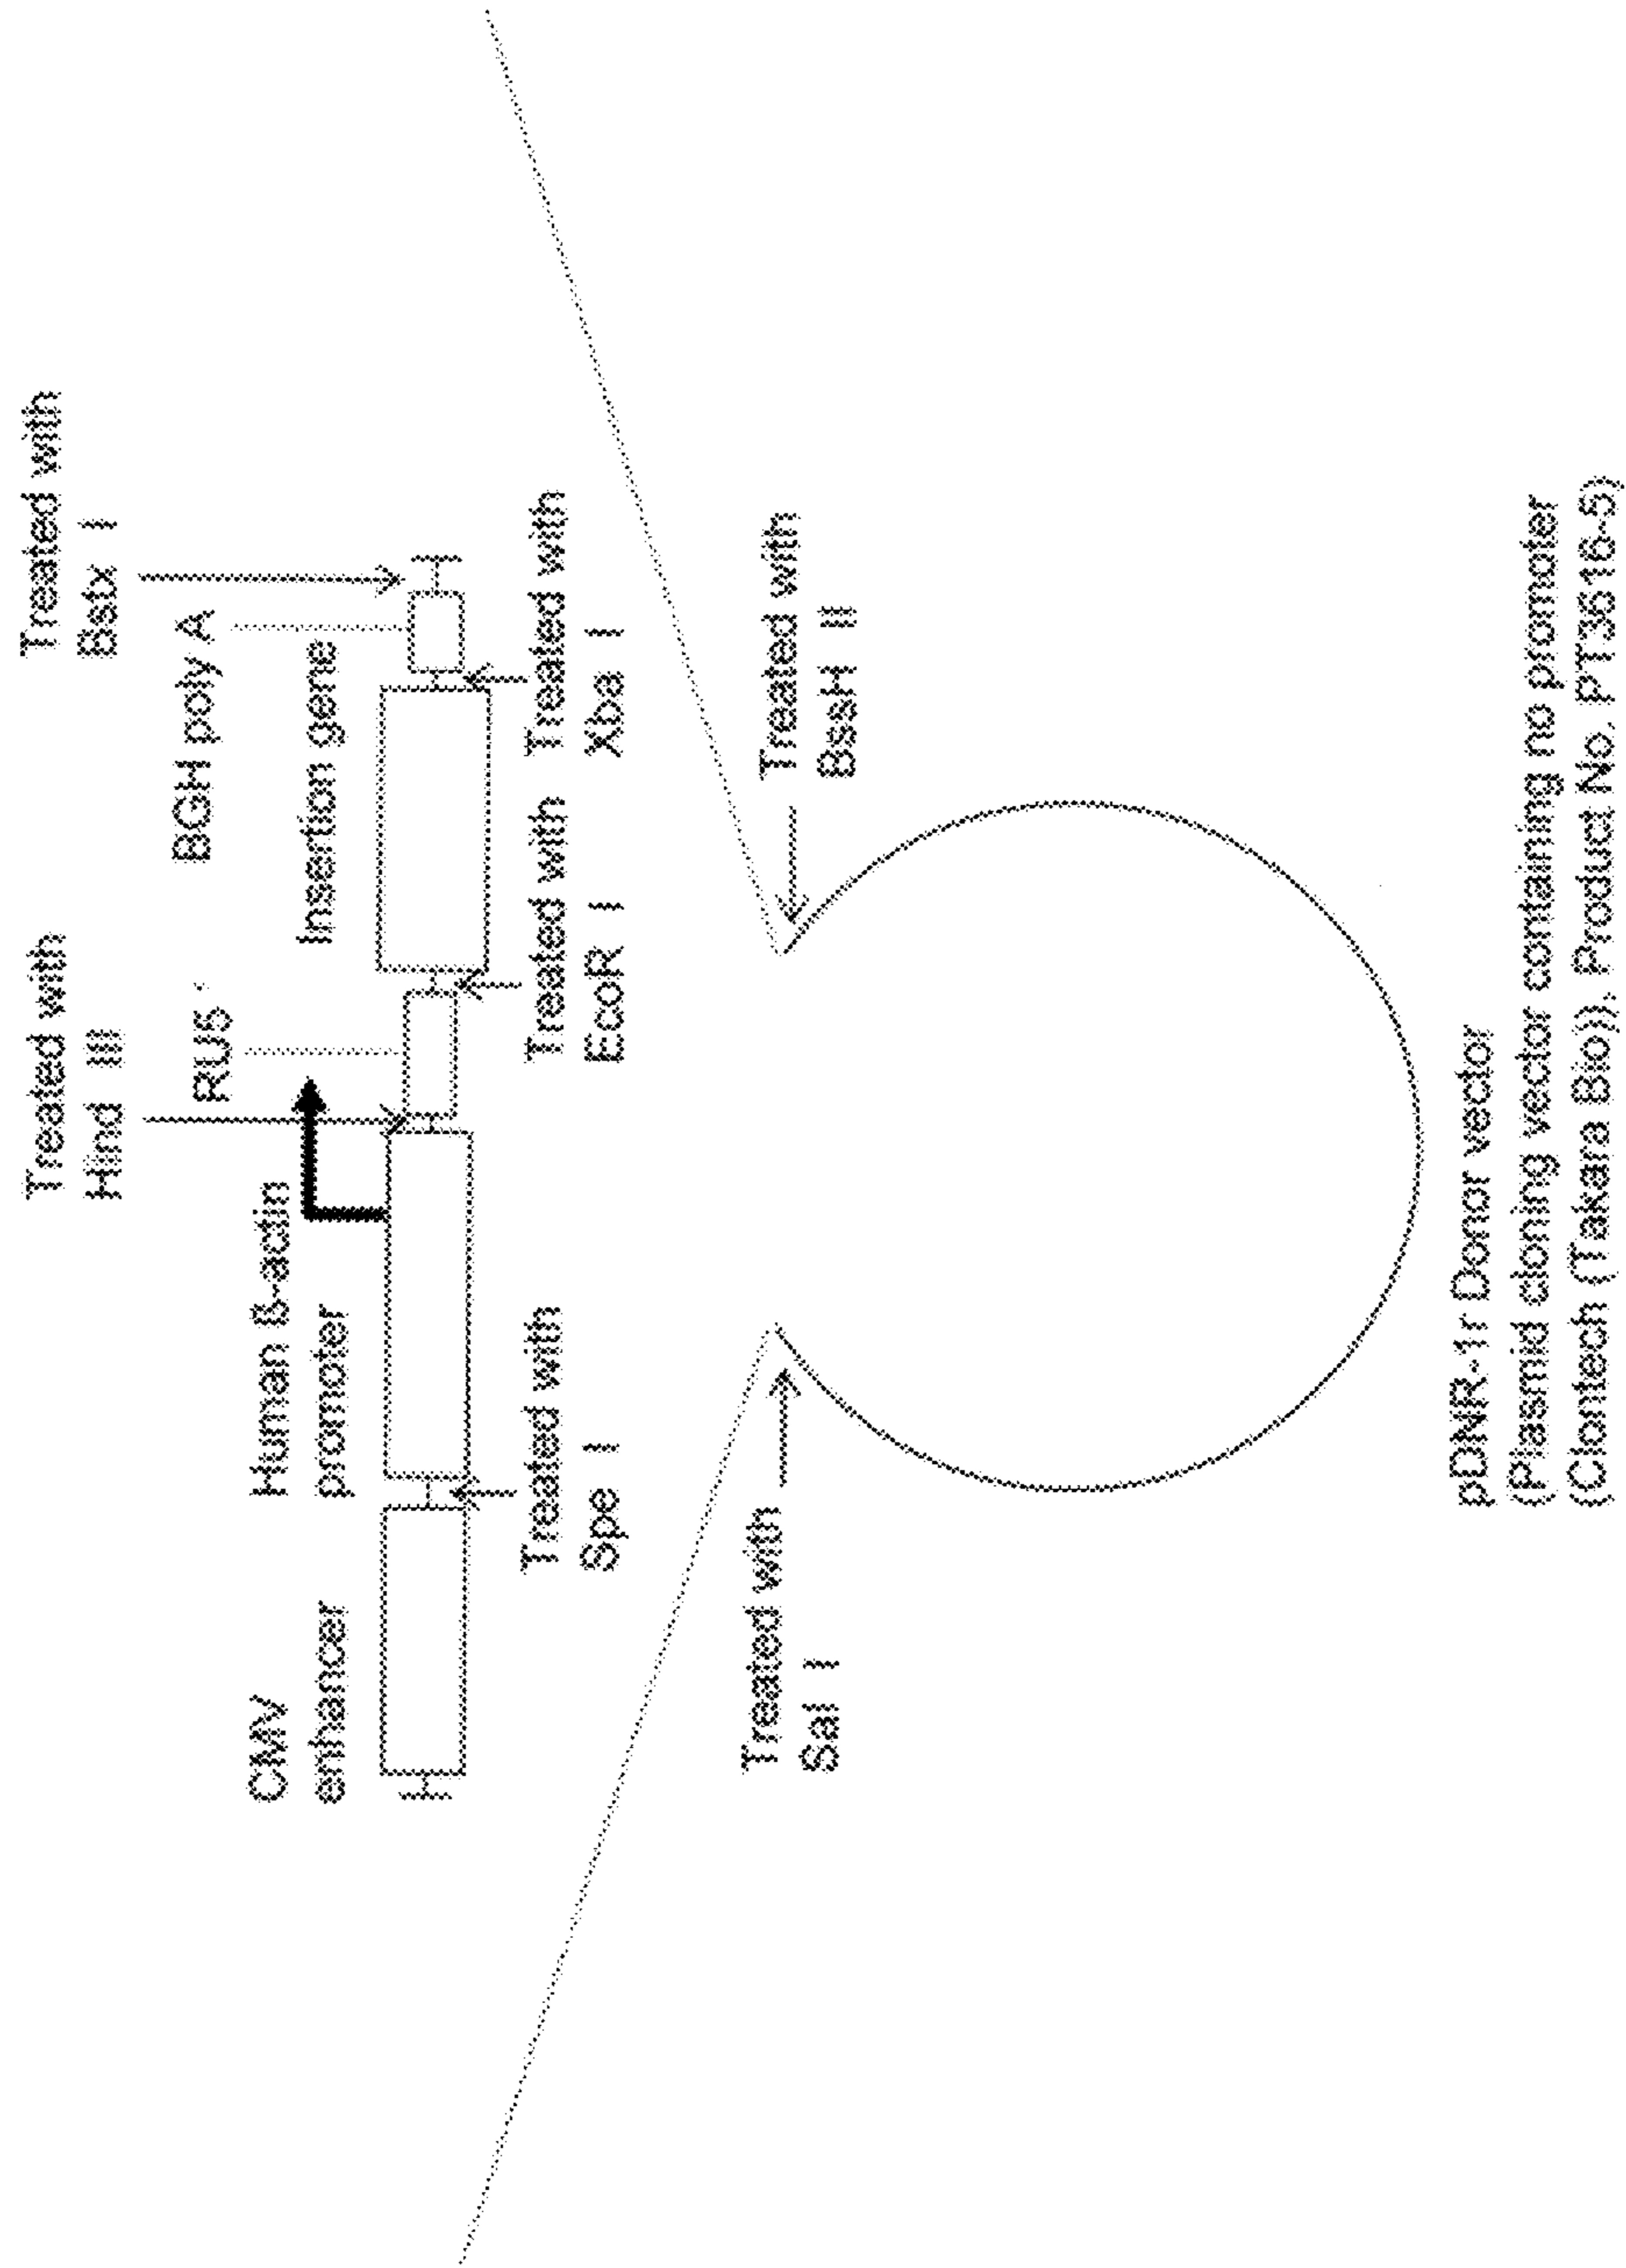 Treated with
Hind III
Treated with
Bstx I
RU5'
BGH poly A
CMV
enhancer
Human ß-actin
promoter
Insertion gene
Treated with
Spe I
Treated with
EcoR I
Treated with
Xba I
Treated with
Sal I
Treated with
BssH II
pDNR-1r Donor vector
(Plasmid cloning vector containing no promoter
(Clontech (Takara Bio)), Product No. PT3616-5)